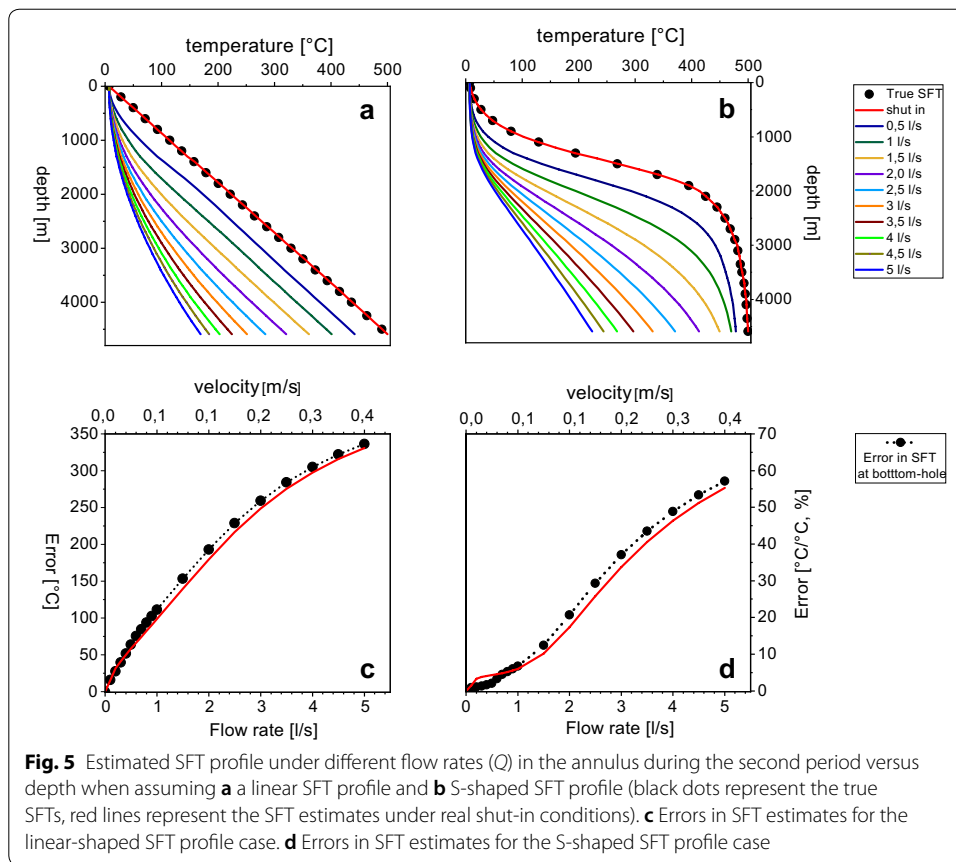 temperature [°C]
0 100 200 300 400 500
0
1000
2000
3000
4000
depth [m]
a
temperature [°C]
0 100 200 300 400 500
0
1000
2000
3000
4000
depth [m]
b
True SFT
shut in
0,5 l/s
1 l/s
1,5 l/s
2,0 l/s
2,5 l/s
3 l/s
3,5 l/s
4 l/s
4,5 l/s
5 l/s
velocity[m/s]
0,0 0,1 0,1 0,2 0,3 0,4
350
300
250
200
150
100
50
0
Error [°C]
c
0 1 2 3 4 5
Flow rate [l/s]
velocity[m/s]
0,0 0,1 0,1 0,2 0,3 0,4
70
60
50
40
30
20
10
0
Error [°C/°C, %]
d
0 1 2 3 4 5
Flow rate [l/s]
Error in SFT
at botttom-hole
Fig. 5 Estimated SFT profile under different flow rates (Q) in the annulus during the second period versus
depth when assuming a a linear SFT profile and b S-shaped SFT profile (black dots represent the true
SFTs, red lines represent the SFT estimates under real shut-in conditions). c Errors in SFT estimates for the
linear-shaped SFT profile case. d Errors in SFT estimates for the S-shaped SFT profile case